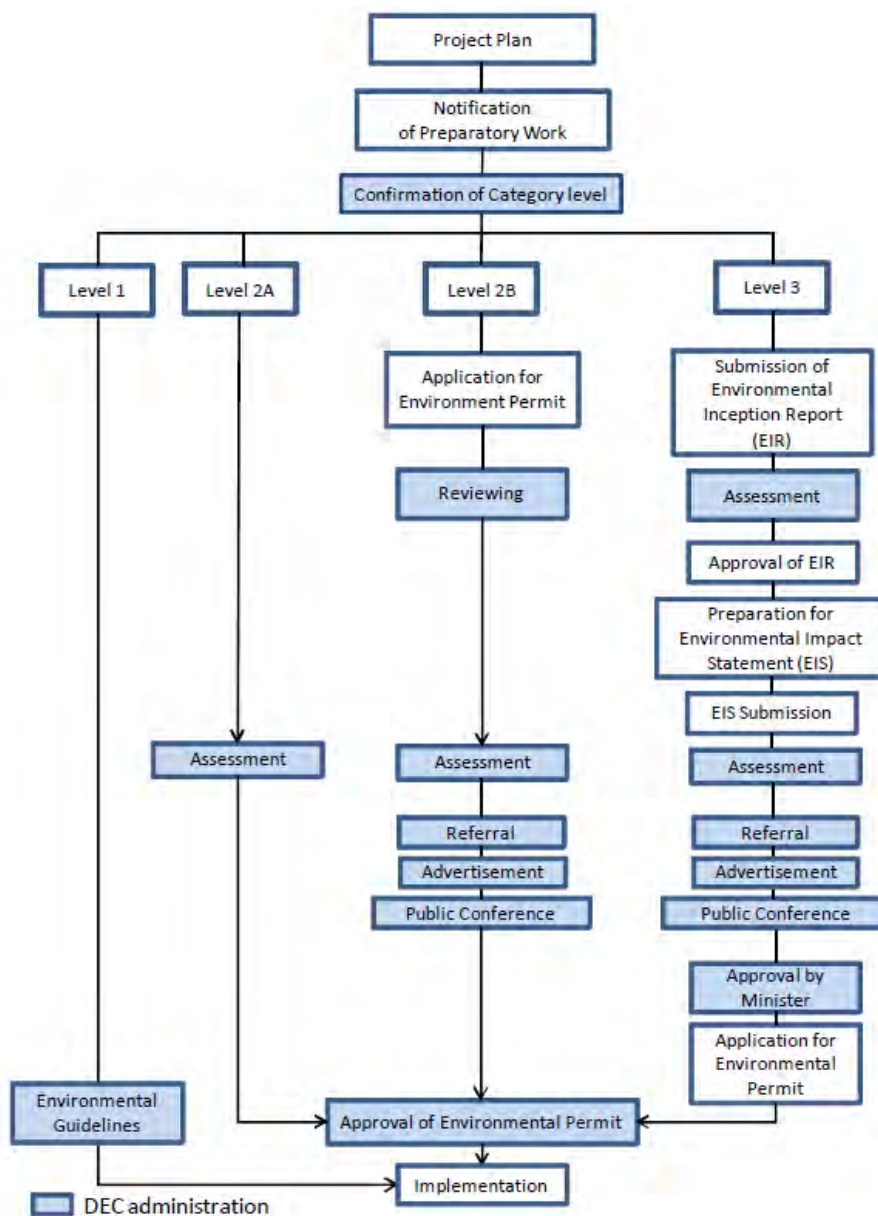 Project Plan
Notification
of Preparatory Work
Confirmation of Category level
Level 1
Level 2A
Level 2B
Level 3
Application for
Environment Permit
Submission of
Environmental
Inception Report
(EIR)
Reviewing
Assessment
Approval of EIR
Preparation for
Environmental Impact
Statement (EIS)
EIS Submission
Assessment
Assessment
Assessment
Referral
Referral
Advertisement
Advertisement
Public Conference
Public Conference
Approval by
Minister
Application for
Environmental
Permit
Environmental
Guidelines
Approval of Environmental Permit
Implementation
DEC administration